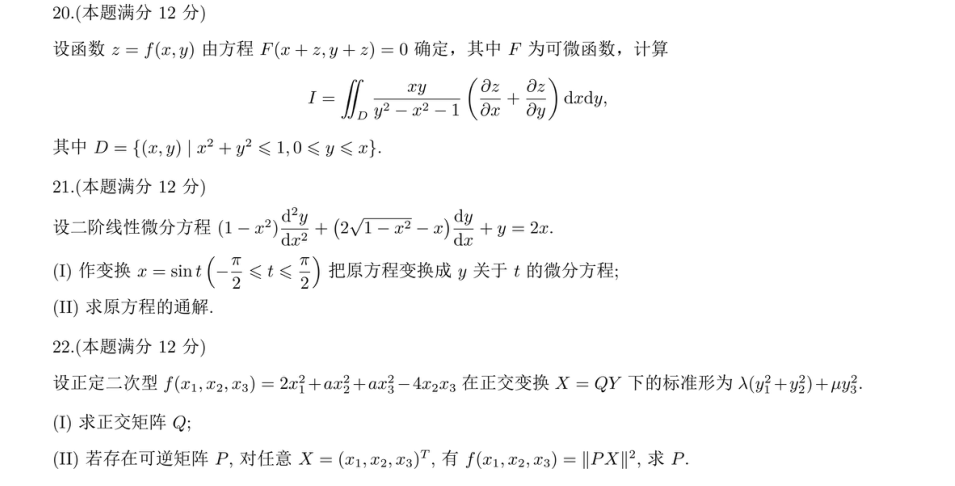 20.(本题满分 12 分)
设函数 z = f(x, y) 由方程 F(x + z, y + z) = 0 确定，其中 F 为可微函数，计算
I = ∬_D \frac{xy}{y² − x² − 1} (\frac{∂z}{∂x} + \frac{∂z}{∂y}) dxdy,
其中 D = {(x, y) | x² + y² ⩽ 1, 0 ⩽ y ⩽ x}.
21.(本题满分 12 分)
设二阶线性微分方程 (1 − x²)\frac{d²y}{dx²} + (2√(1 − x²) − x)\frac{dy}{dx} + y = 2x.
(I) 作变换 x = sin t (−\frac{π}{2} ⩽ t ⩽ \frac{π}{2}) 把原方程变换成 y 关于 t 的微分方程;
(II) 求原方程的通解.
22.(本题满分 12 分)
设正定二次型 f(x₁, x₂, x₃) = 2x₁² + ax₂² + ax₃² − 4x₂x₃ 在正交变换 X = QY 下的标准形为 λ(y₁² + y₂²) + μy₃².
(I) 求正交矩阵 Q;
(II) 若存在可逆矩阵 P, 对任意 X = (x₁, x₂, x₃)ᵀ, 有 f(x₁, x₂, x₃) = ‖PX‖², 求 P.